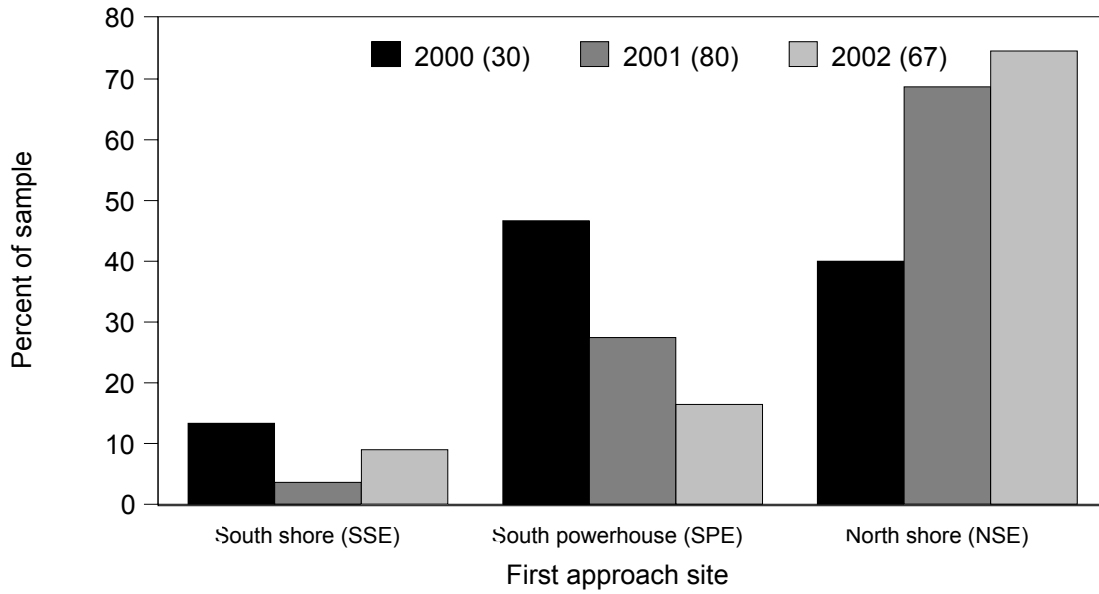 80
2000 (30) 2001 (80) 2002 (67)
70
60
50
40
30
20
10
0
Percent of sample
South shore (SSE) South powerhouse (SPE) North shore (NSE)
First approach site